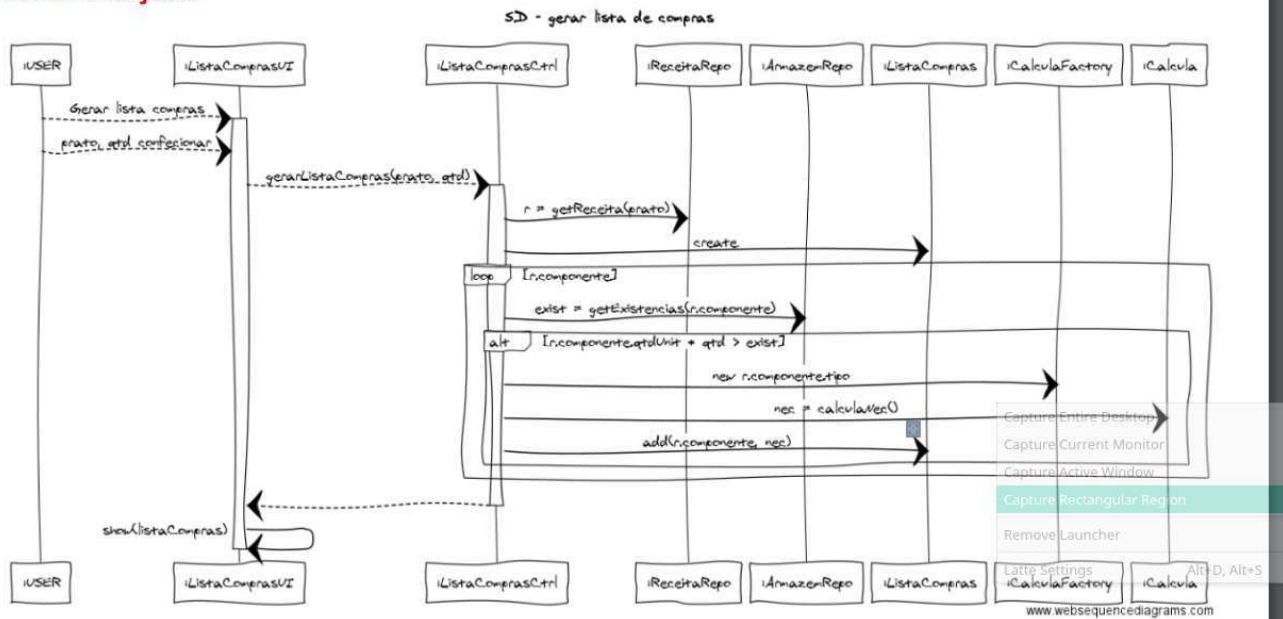 SD - gerar lista de compras
:USER
:ListaComprasUI
:ListaComprasCtrl
:ReceitaRepo
:ArmazemRepo
:ListaCompras
:CalculaFactory
:Calcula
Gerar lista compras
prato, qtd confecionar
gerarListaCompras(prato, qtd)
r = getReceita(prato)
create
loop [r.componente]
exist = getExistencias(r.componente)
alt [r.componente.qtdUnit * qtd > exist]
new r.componente.tipo
nec = calculaNec()
Capture Entire Desktop
add(r.componente, nec)
Capture Current Monitor
Capture Active Window
Capture Rectangular Region
show(listaCompras)
Remove Launcher
Latte Settings Alt+D, Alt+S
:USER
:ListaComprasUI
:ListaComprasCtrl
:ReceitaRepo
:ArmazemRepo
:ListaCompras
:CalculaFactory
:Calcula
www.websequencediagrams.com